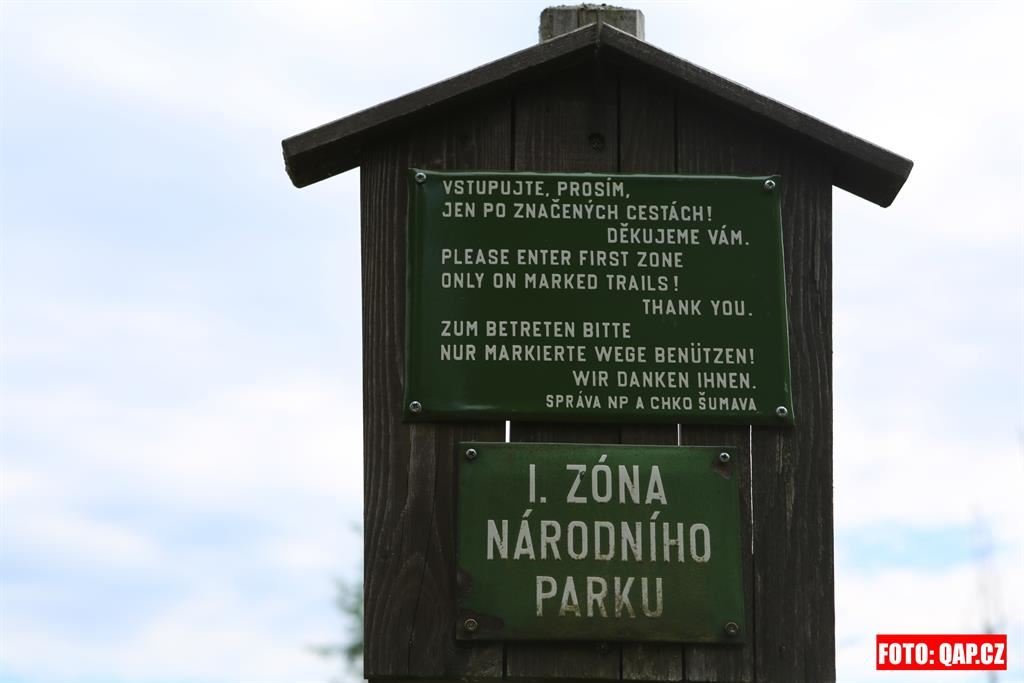 VSTUPUJTE, PROSÍM,
JEN PO ZNAČENÝCH CESTÁCH!
DĚKUJEME VÁM.
PLEASE ENTER FIRST ZONE
ONLY ON MARKED TRAILS!
THANK YOU.
ZUM BETRETEN BITTE
NUR MARKIERTE WEGE BENÜTZEN!
WIR DANKEN IHNEN.
SPRÁVA NP A CHKO ŠUMAVA
I. ZÓNA
NÁRODNÍHO
PARKU
FOTO: QAP.CZ